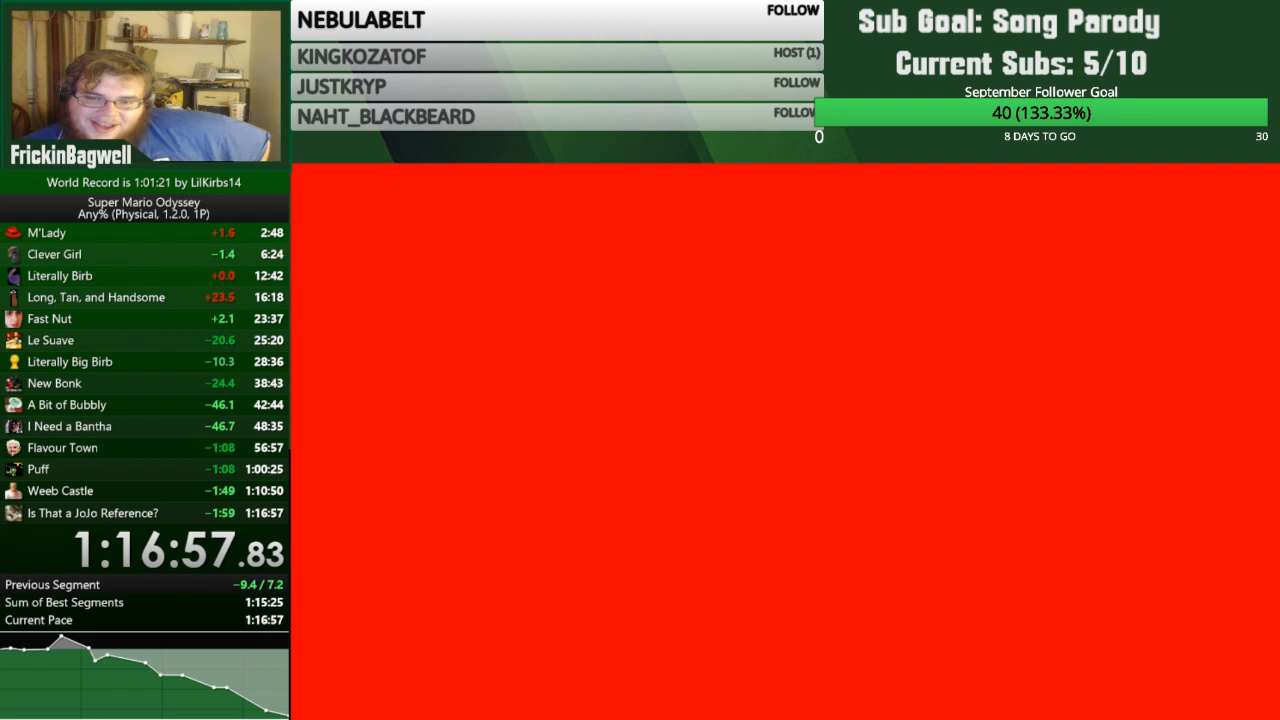 FrickinBagwell
World Record is 1:01:21 by LilKirbs14
Super Mario Odyssey
Any% (Physical, 1.2.0, 1P)
M'Lady +1.6 2:48
Clever Girl −1.4 6:24
Literally Birb +0.0 12:42
Long, Tan, and Handsome +23.5 16:18
Fast Nut +2.1 23:37
Le Suave −20.6 25:20
Literally Big Birb −10.3 28:36
New Bonk −24.4 38:43
A Bit of Bubbly −46.1 42:44
I Need a Bantha −46.7 48:35
Flavour Town −1:08 56:57
Puff −1:08 1:00:25
Weeb Castle −1:49 1:10:50
Is That a JoJo Reference? −1:59 1:16:57
1:16:57.83
Previous Segment −9.4 / 7.2
Sum of Best Segments 1:15:25
Current Pace 1:16:57
NEBULABELT FOLLOW
KINGKOZATOF HOST (1)
JUSTKRYP FOLLOW
NAHT_BLACKBEARD FOLLOW
Sub Goal: Song Parody
Current Subs: 5/10
September Follower Goal
40 (133.33%)
0 8 DAYS TO GO 30